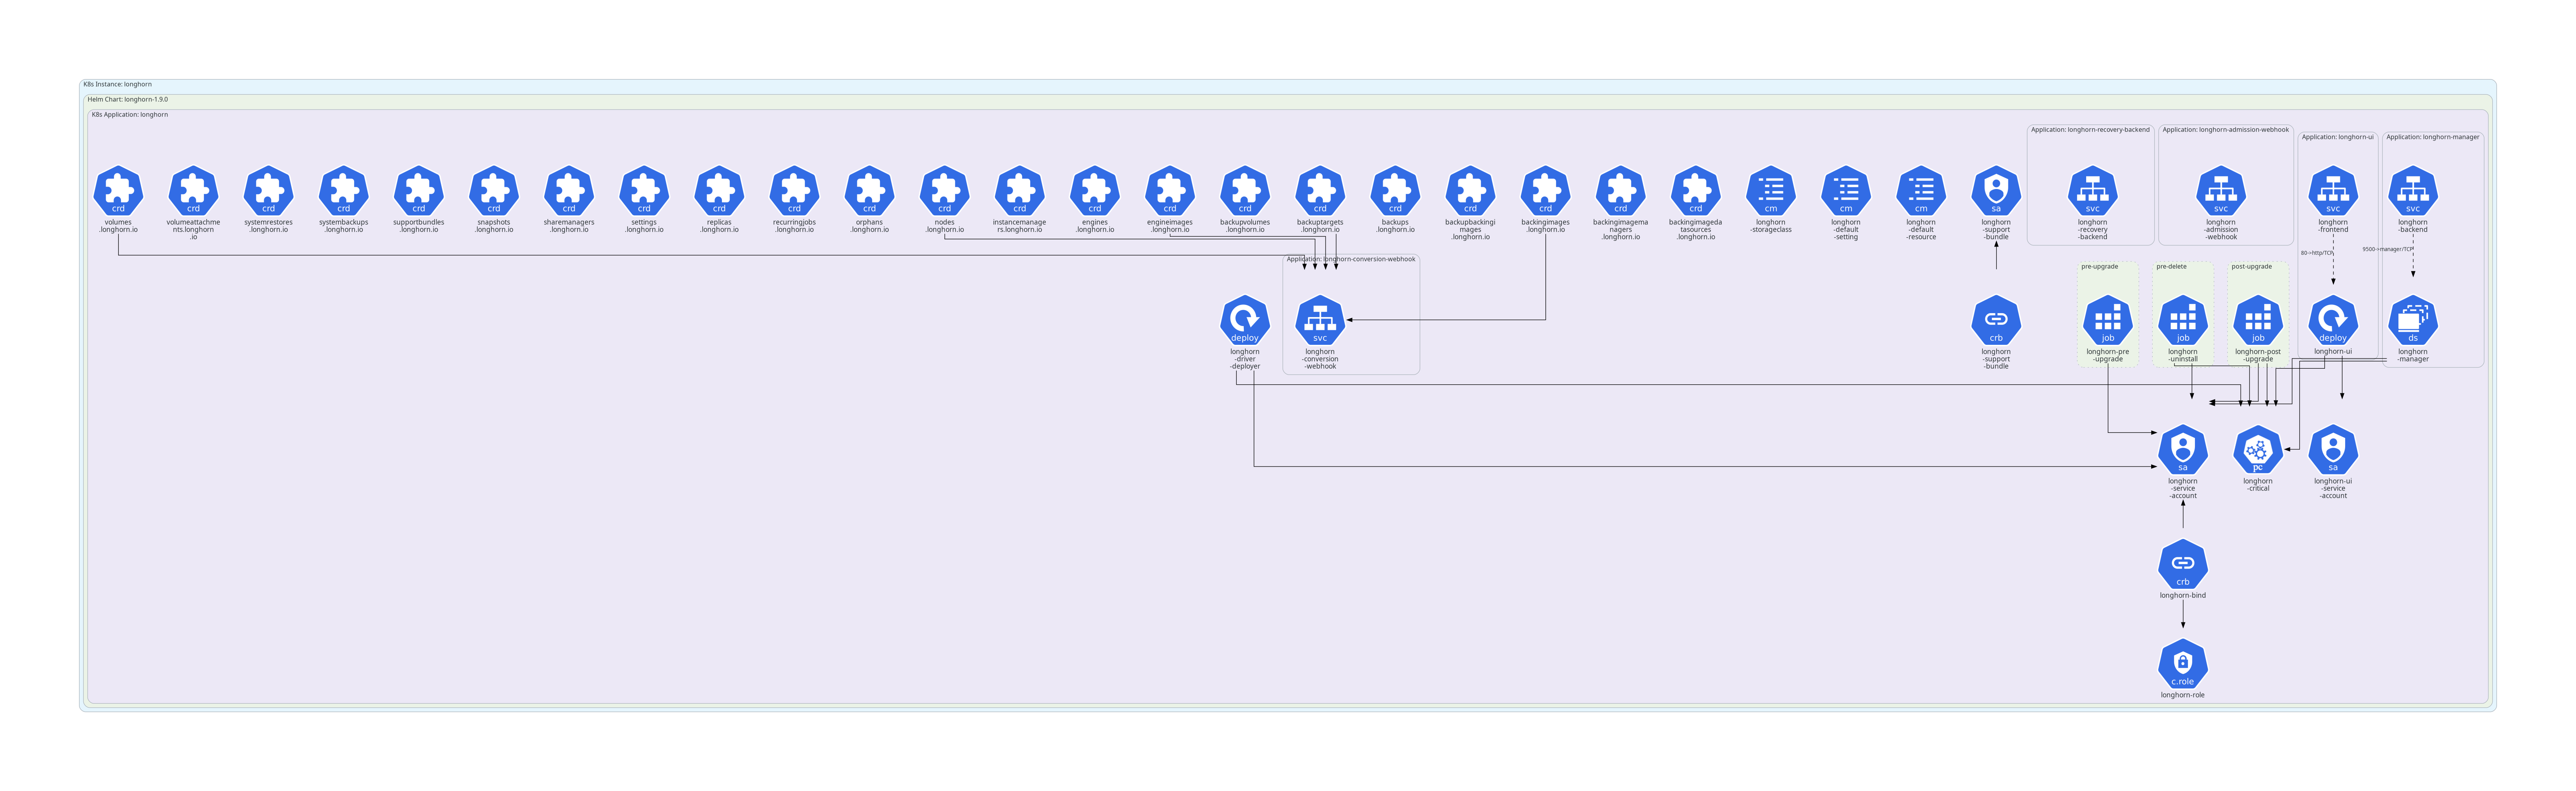 K8s Instance: longhorn
Helm Chart: longhorn-1.9.0
K8s Application: longhorn
Application: longhorn-recovery-backend
Application: longhorn-admission-webhook
Application: longhorn-ui
Application: longhorn-manager
crd
volumes
.longhorn.io
crd
volumeattachme
nts.longhorn
.io
crd
systemrestores
.longhorn.io
crd
systembackups
.longhorn.io
crd
supportbundles
.longhorn.io
crd
snapshots
.longhorn.io
crd
sharemanagers
.longhorn.io
crd
settings
.longhorn.io
crd
replicas
.longhorn.io
crd
recurringjobs
.longhorn.io
crd
orphans
.longhorn.io
crd
nodes
.longhorn.io
crd
instancemanage
rs.longhorn.io
crd
engines
.longhorn.io
crd
engineimages
.longhorn.io
crd
backupvolumes
.longhorn.io
crd
backuptargets
.longhorn.io
crd
backups
.longhorn.io
crd
backupbackingi
mages
.longhorn.io
crd
backingimages
.longhorn.io
crd
backingimagema
nagers
.longhorn.io
crd
backingimageda
tasources
.longhorn.io
cm
longhorn
-storageclass
cm
longhorn
-default
-setting
cm
longhorn
-default
-resource
sa
longhorn
-support
-bundle
svc
longhorn
-recovery
-backend
svc
longhorn
-admission
-webhook
svc
longhorn
-frontend
svc
longhorn
-backend
80->http/TCP
9500->manager/TCP
Application: longhorn-conversion-webhook
pre-upgrade
pre-delete
post-upgrade
deploy
longhorn
-driver
-deployer
svc
longhorn
-conversion
-webhook
crb
longhorn
-support
-bundle
job
longhorn-pre
-upgrade
job
longhorn
-uninstall
job
longhorn-post
-upgrade
deploy
longhorn-ui
ds
longhorn
-manager
sa
longhorn
-service
-account
pc
longhorn
-critical
sa
longhorn-ui
-service
-account
crb
longhorn-bind
c.role
longhorn-role